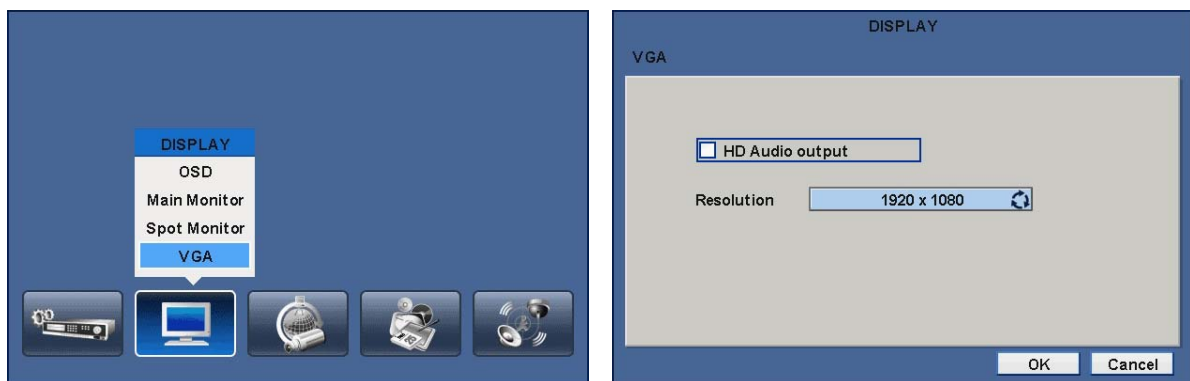 DISPLAY
OSD
Main Monitor
Spot Monitor
VGA
DISPLAY
VGA
HD Audio output
Resolution 1920 x 1080
OK Cancel